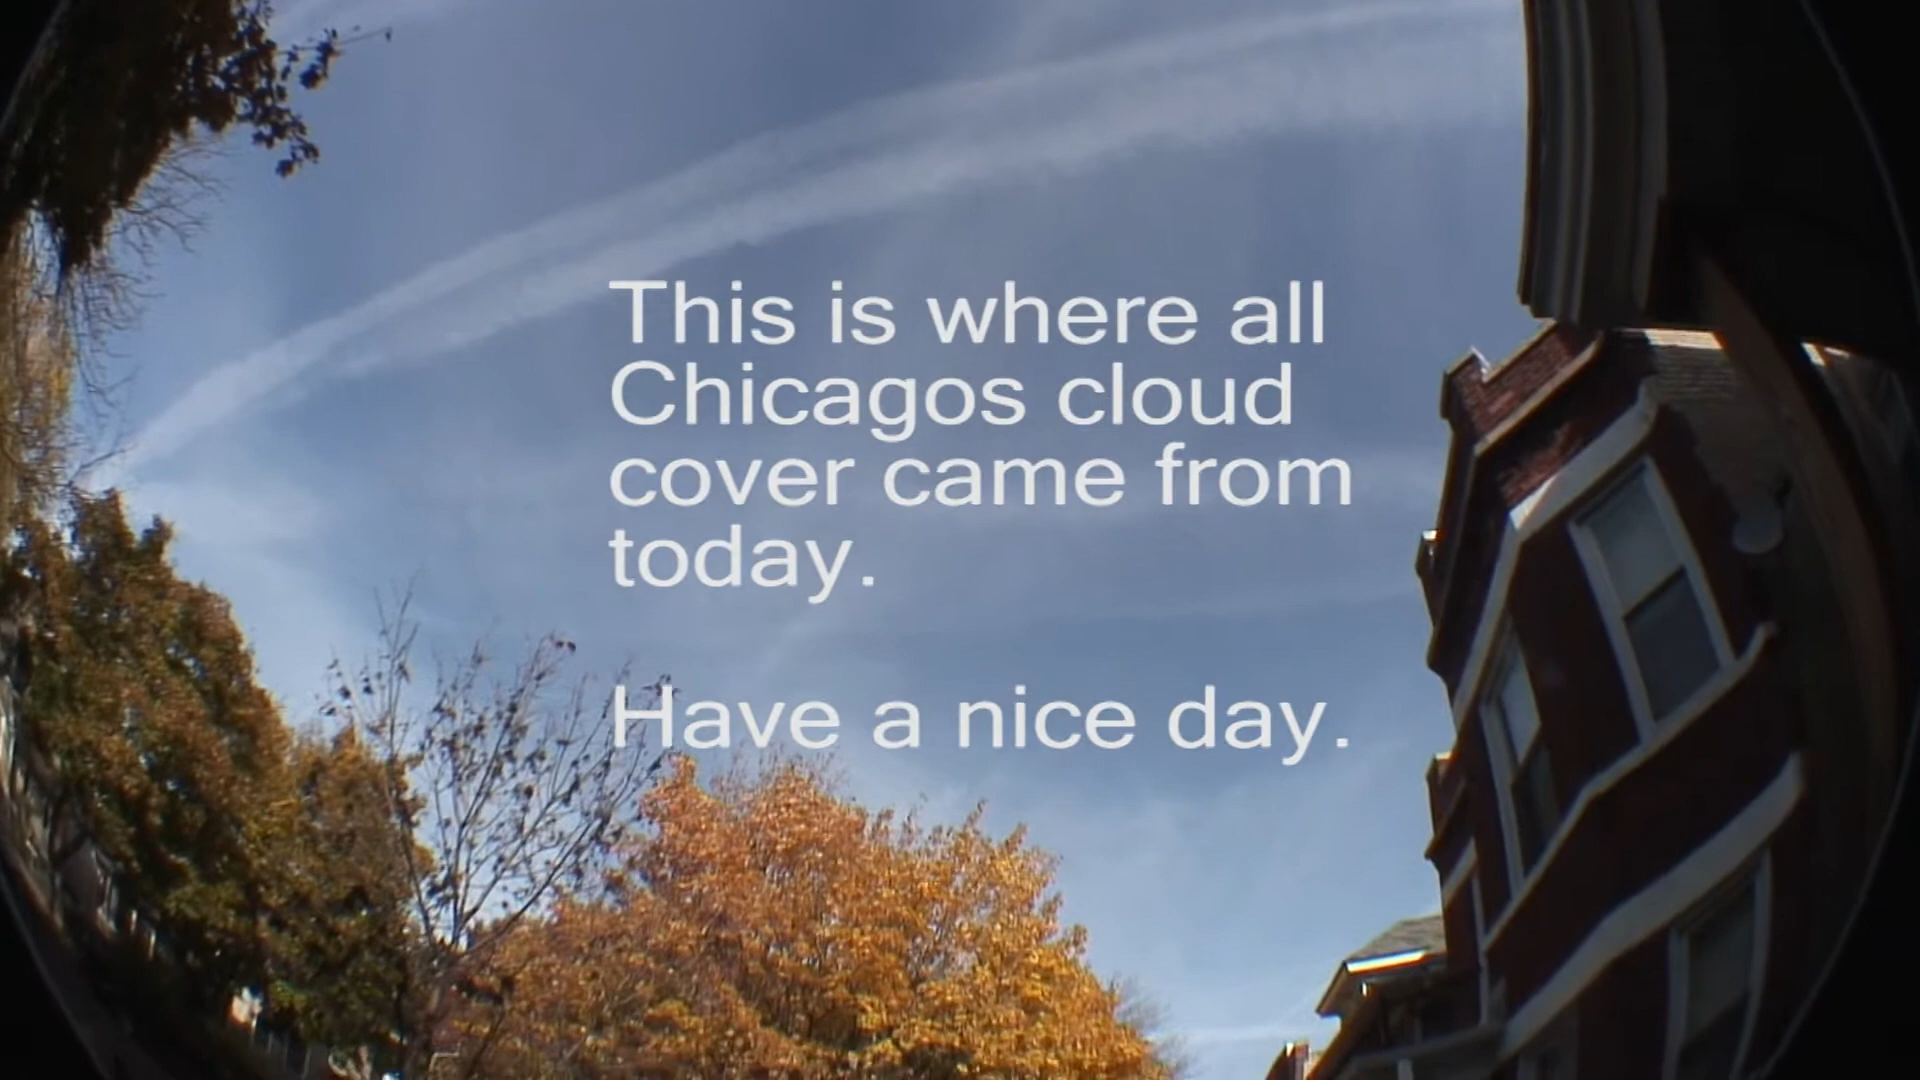 This is where all
Chicagos cloud
cover came from
today.
Have a nice day.